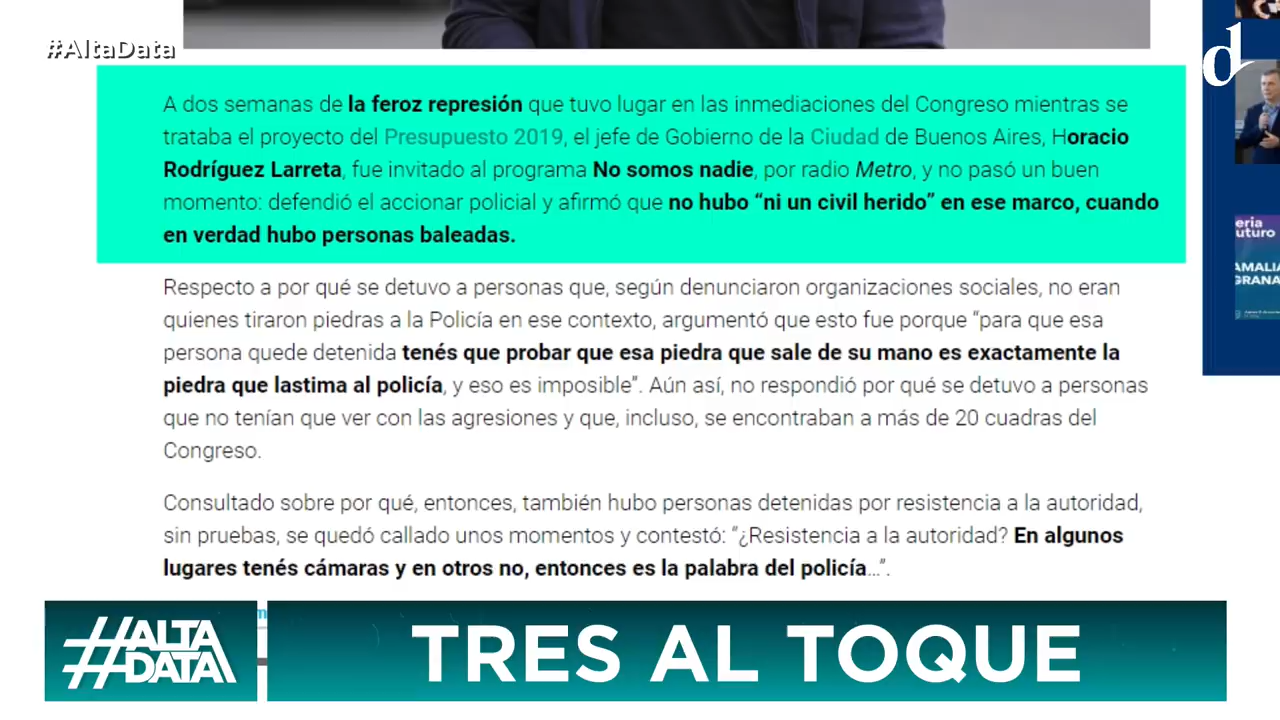 #AltaData
d
A dos semanas de la feroz represión que tuvo lugar en las inmediaciones del Congreso mientras se
trataba el proyecto del Presupuesto 2019, el jefe de Gobierno de la Ciudad de Buenos Aires, Horacio
Rodríguez Larreta, fue invitado al programa No somos nadie, por radio Metro, y no pasó un buen
momento: defendió el accionar policial y afirmó que no hubo “ni un civil herido” en ese marco, cuando
en verdad hubo personas baleadas.
Respecto a por qué se detuvo a personas que, según denunciaron organizaciones sociales, no eran
quienes tiraron piedras a la Policía en ese contexto, argumentó que esto fue porque “para que esa
persona quede detenida tenés que probar que esa piedra que sale de su mano es exactamente la
piedra que lastima al policía, y eso es imposible”. Aún así, no respondió por qué se detuvo a personas
que no tenían que ver con las agresiones y que, incluso, se encontraban a más de 20 cuadras del
Congreso.
Consultado sobre por qué, entonces, también hubo personas detenidas por resistencia a la autoridad,
sin pruebas, se quedó callado unos momentos y contestó: “¿Resistencia a la autoridad? En algunos
lugares tenés cámaras y en otros no, entonces es la palabra del policía...”.
eria
uturo
AMALIA
GRANA
#ALTA
DATA
TRES AL TOQUE